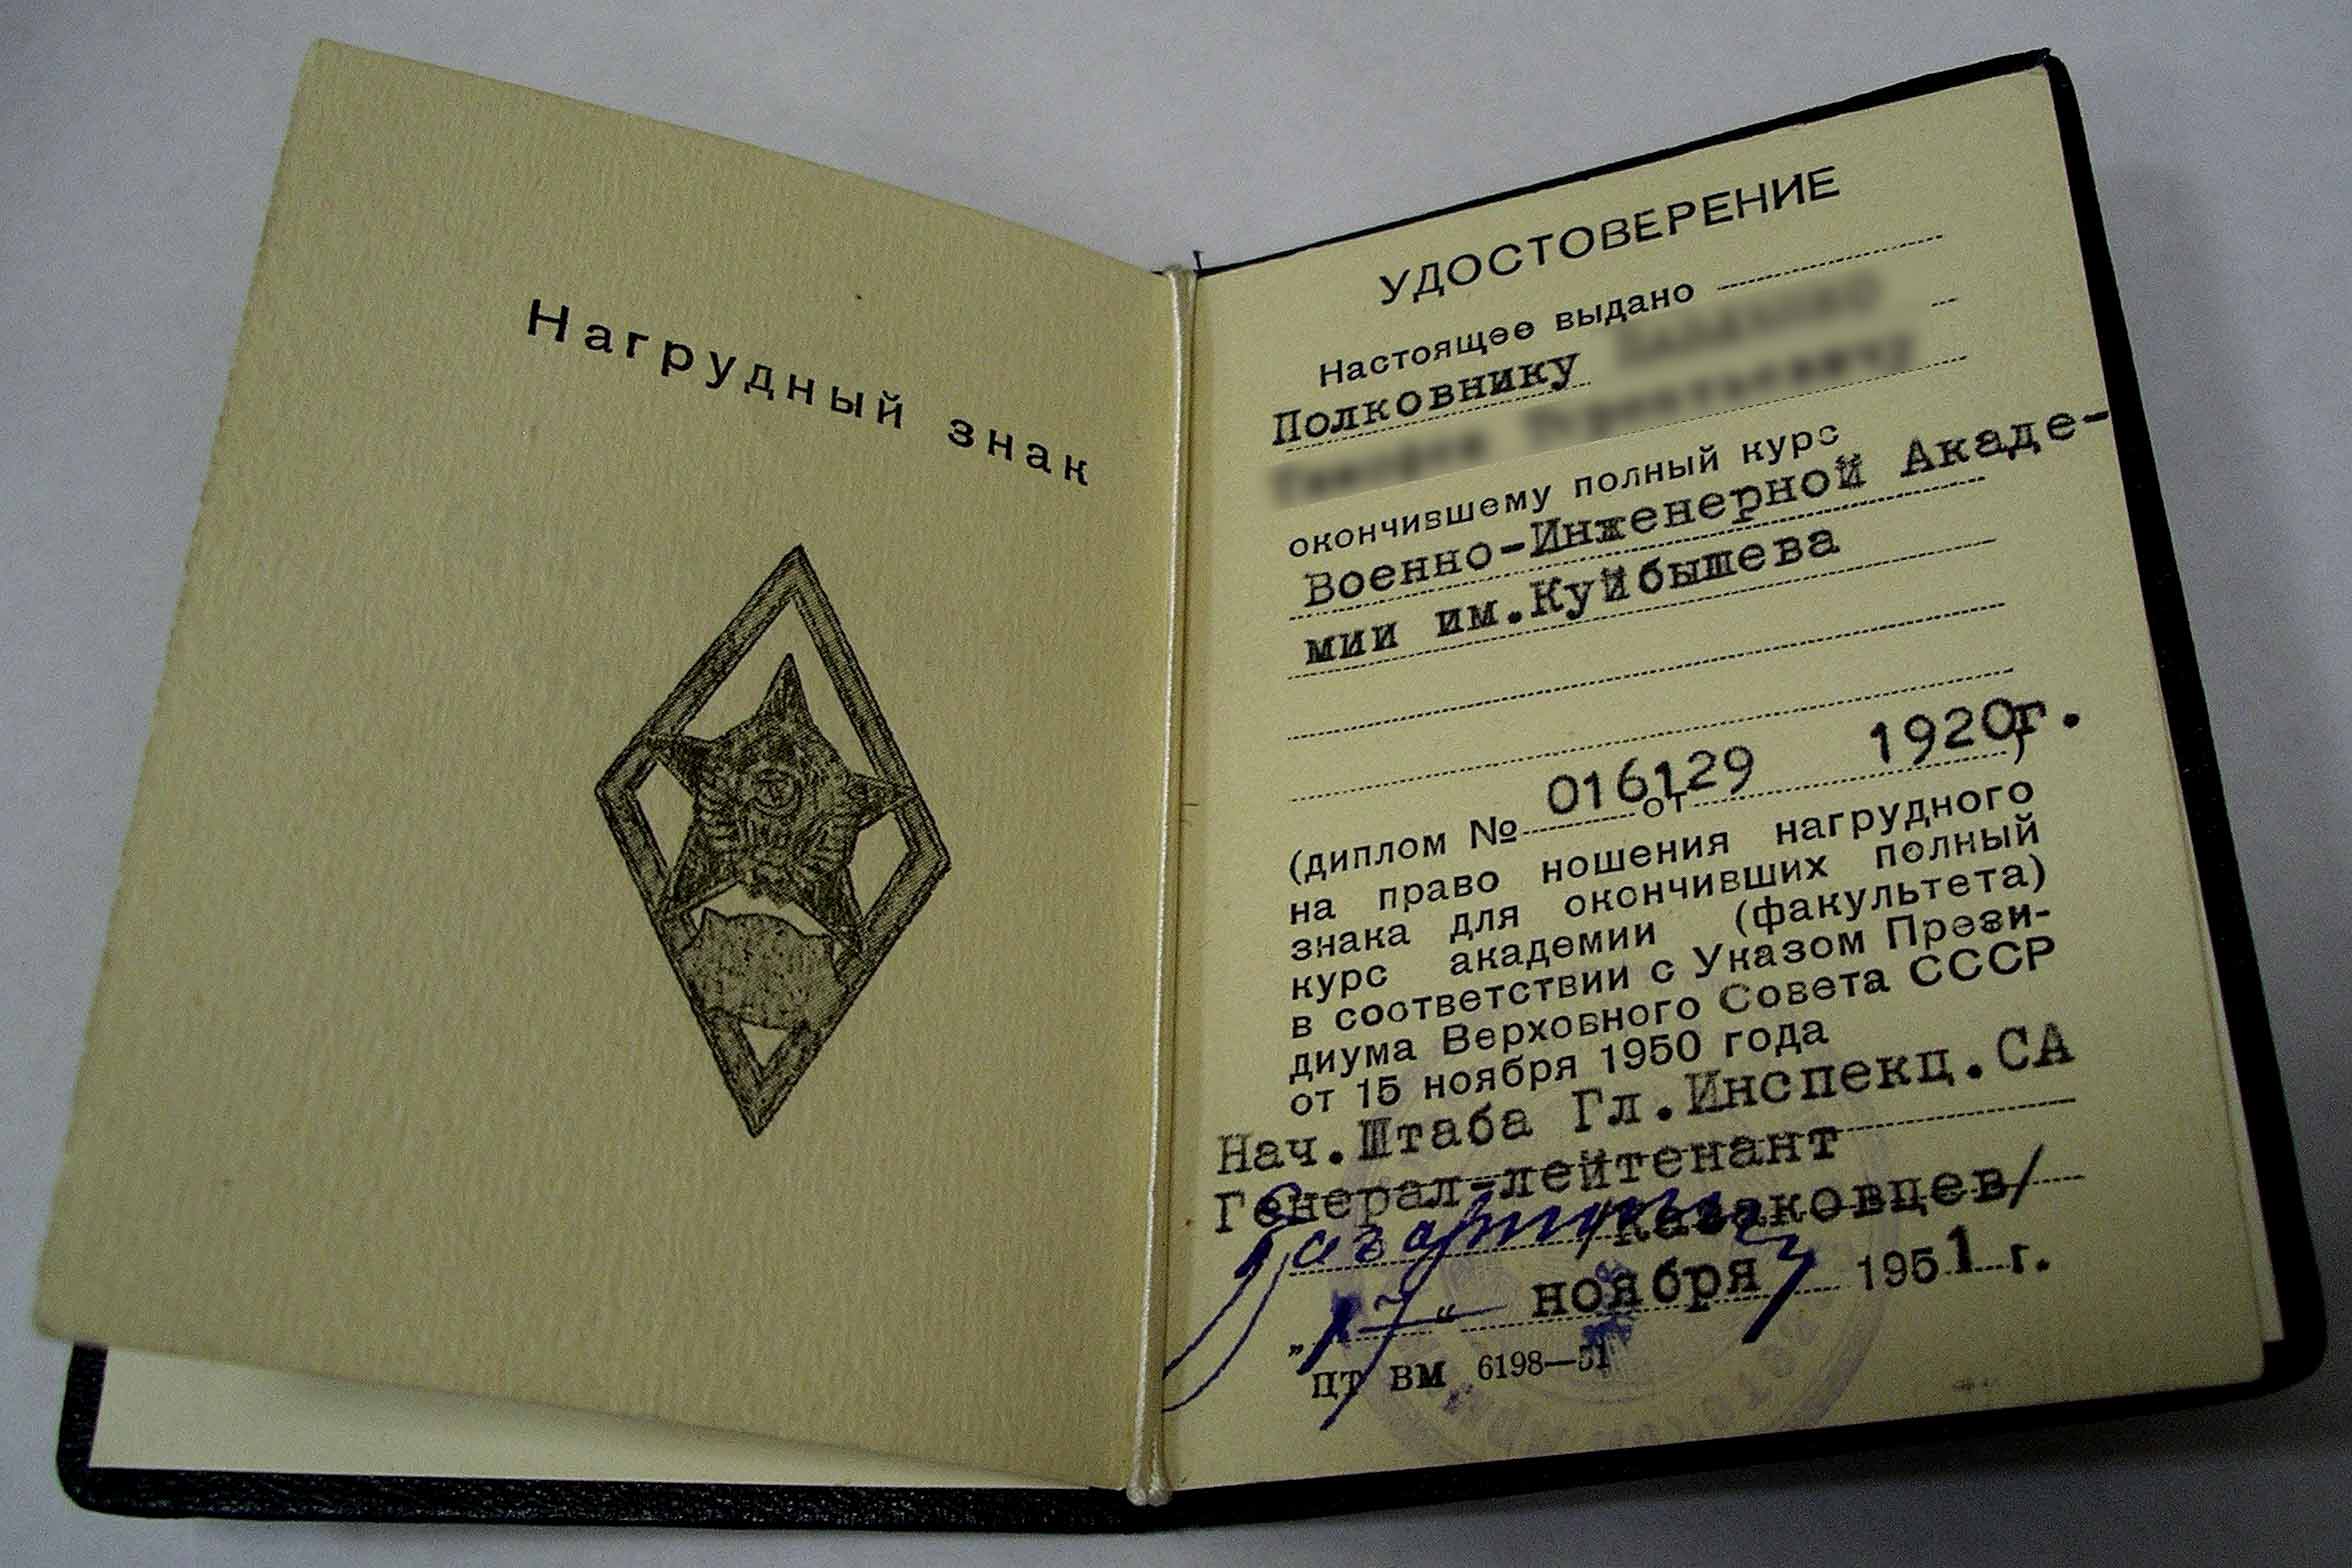 Нагрудный знак
УДОСТОВЕРЕНИЕ
Настоящее выдано
Полковнику
окончившему полный курс
Военно-Инженерной Акаде-
мии им.Куйбышева
(диплом № 016129 от 1920г. )
на право ношения нагрудного
знака для окончивших полный
курс академии (факультета)
в соответствии с Указом Прези-
диума Верховного Совета СССР
от 15 ноября 1950 года
Нач.Штаба Гл.Инспекц.СА
Генерал-лейтенант
/Казаковцев/
„17“ ноября 1951 г.
ЦТ ВМ 6198—51